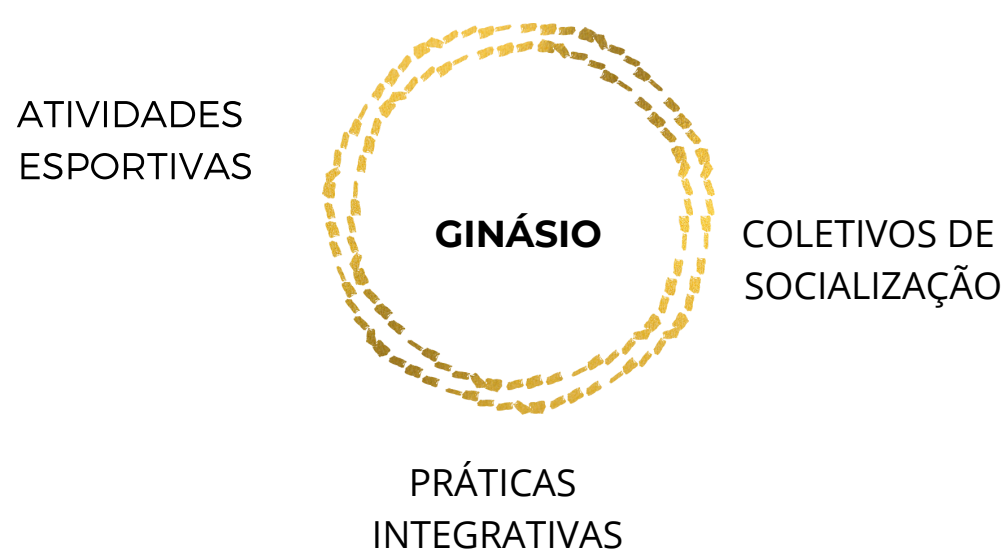 ATIVIDADES
ESPORTIVAS
GINÁSIO
COLETIVOS DE
SOCIALIZAÇÃO
PRÁTICAS
INTEGRATIVAS